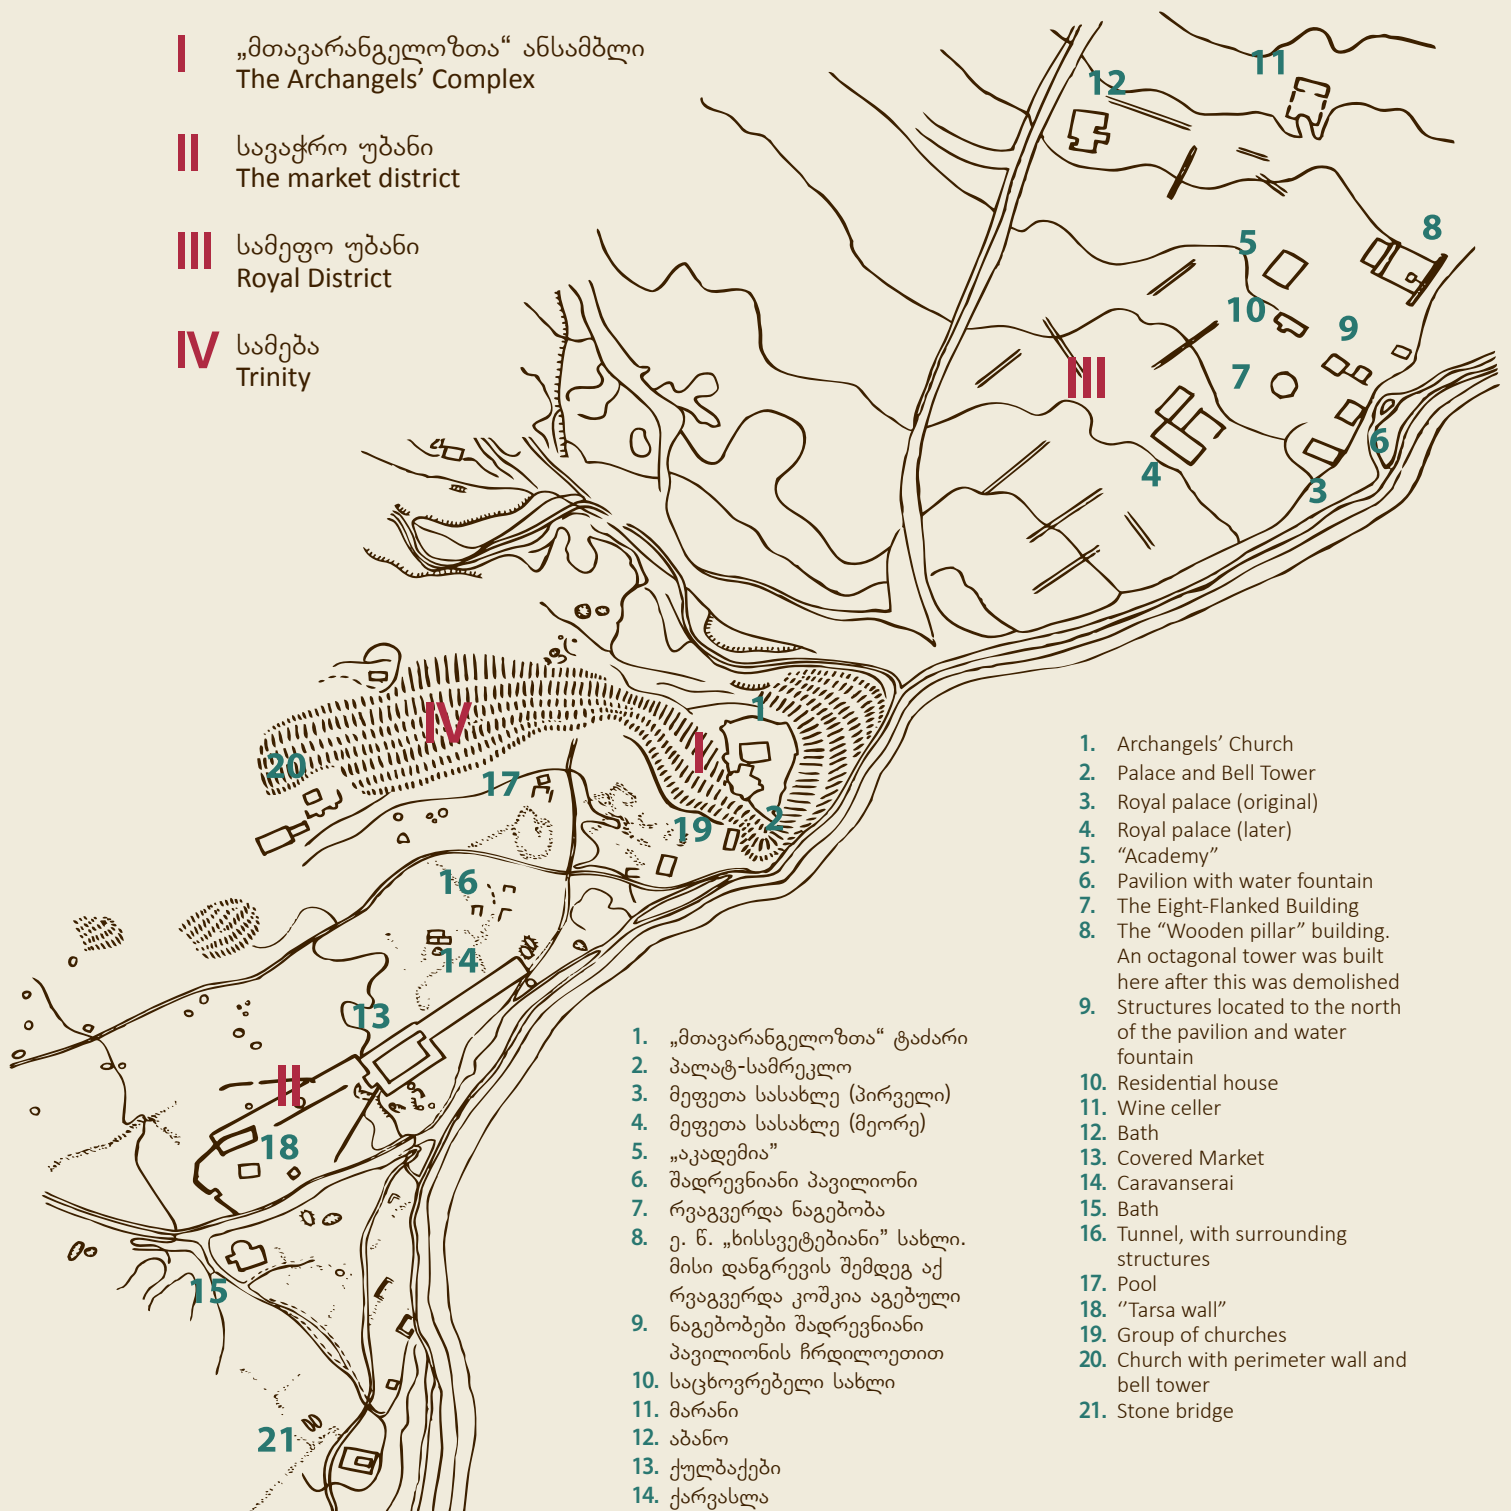 I „მთავარანგელოზთა“ ანსამბლი
The Archangels’ Complex
II სავაჭრო უბანი
The market district
III სამეფო უბანი
Royal District
IV სამება
Trinity
11
12
8
5
10
9
7
III
6
4
3
IV
1
I
20
17
2
19
16
14
13
II
18
15
21
1. Archangels’ Church
2. Palace and Bell Tower
3. Royal palace (original)
4. Royal palace (later)
5. “Academy”
6. Pavilion with water fountain
7. The Eight-Flanked Building
8. The “Wooden pillar” building.
An octagonal tower was built
here after this was demolished
9. Structures located to the north
of the pavilion and water
fountain
10. Residential house
11. Wine celler
12. Bath
13. Covered Market
14. Caravanserai
15. Bath
16. Tunnel, with surrounding
structures
17. Pool
18. ‘‘Tarsa wall”
19. Group of churches
20. Church with perimeter wall and
bell tower
21. Stone bridge
1. „მთავარანგელოზთა“ ტაძარი
2. პალატ-სამრეკლო
3. მეფეთა სასახლე (პირველი)
4. მეფეთა სასახლე (მეორე)
5. „აკადემია”
6. შადრევნიანი პავილიონი
7. რვაგვერდა ნაგებობა
8. ე. წ. „ხისსვეტებიანი” სახლი.
მისი დანგრევის შემდეგ აქ
რვაგვერდა კოშკია აგებული
9. ნაგებობები შადრევნიანი
პავილიონის ჩრდილოეთით
10. საცხოვრებელი სახლი
11. მარანი
12. აბანო
13. ქულბაქები
14. ქარვასლა